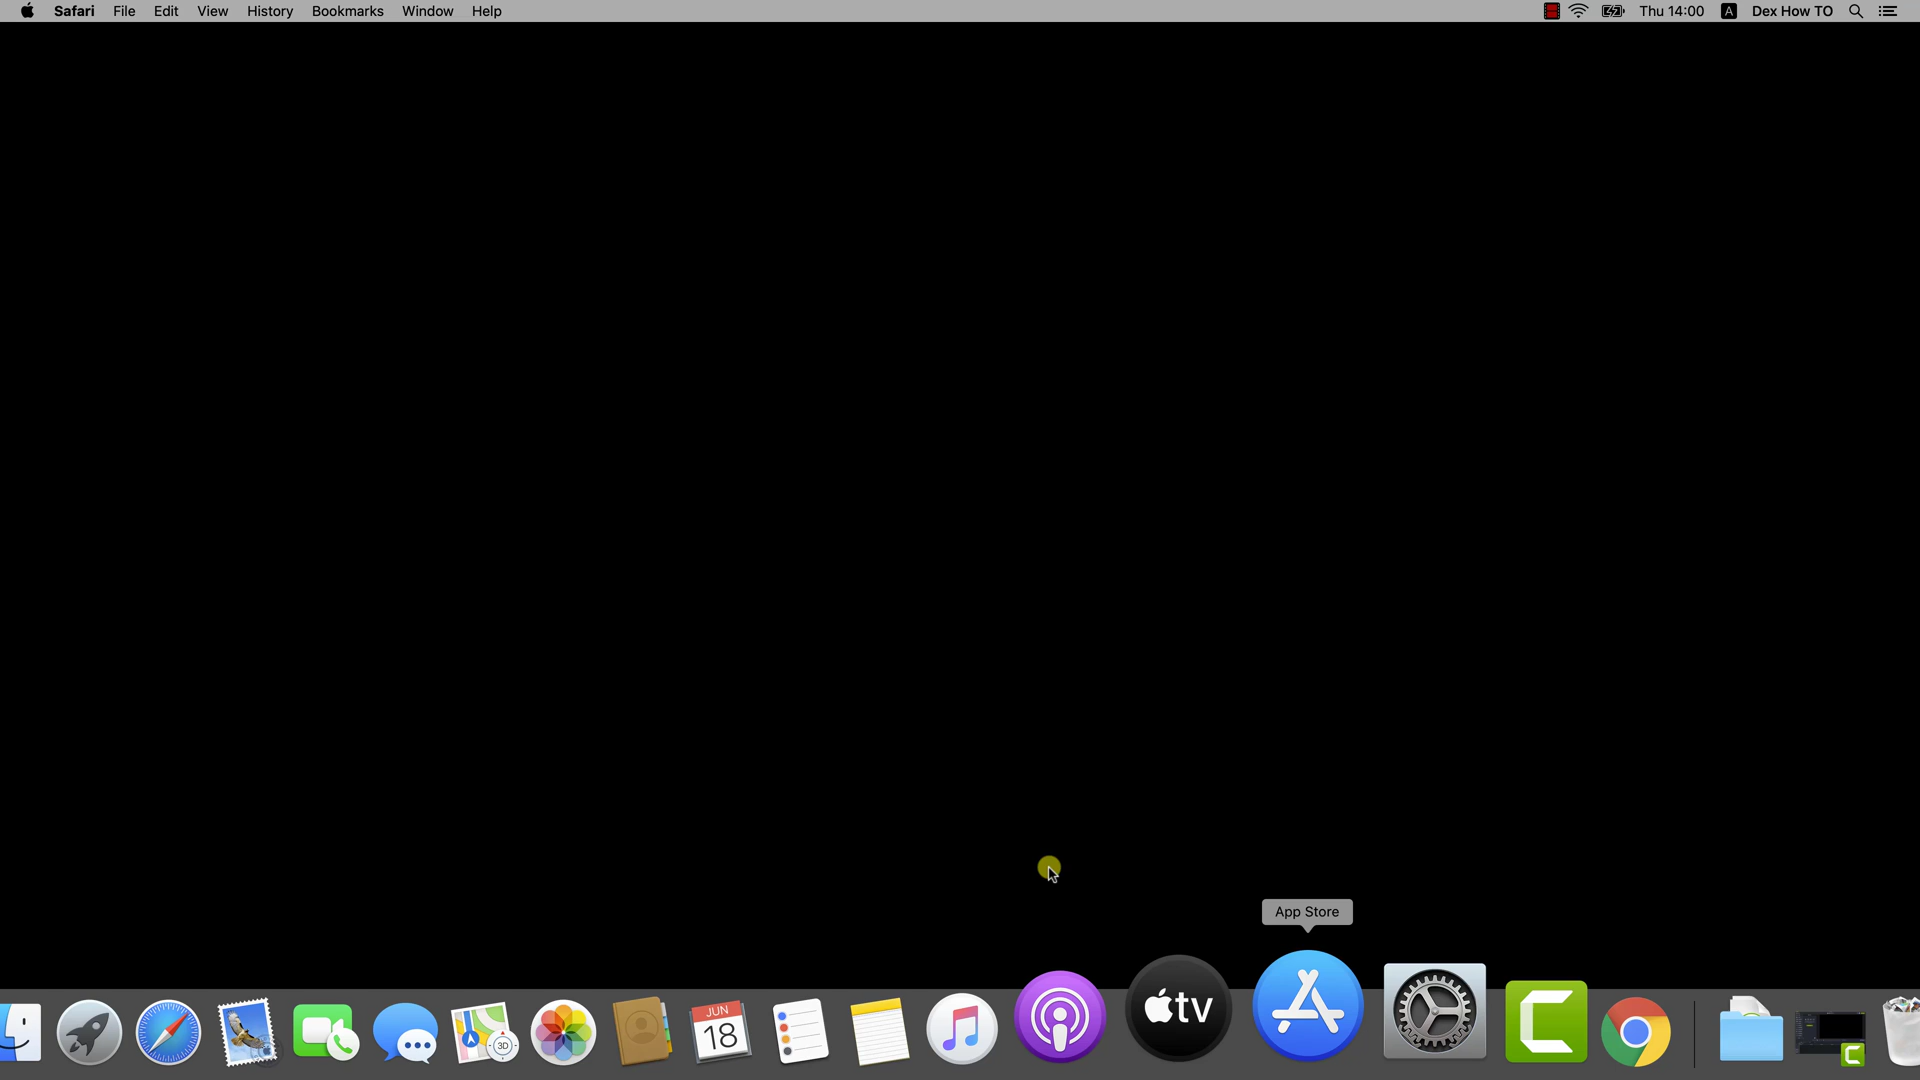 Safari File Edit View History Bookmarks Window Help Thu 14:00 A Dex How TO
App Store
JUN
18
3D
tv